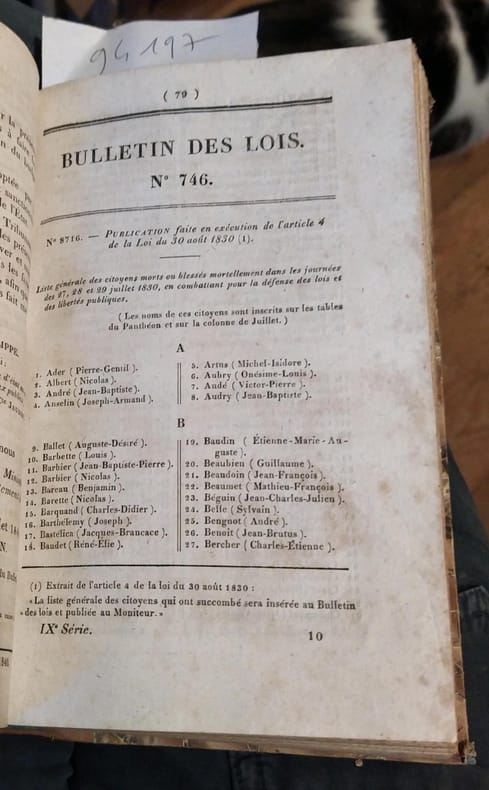 94 197
( 79 )
BULLETIN DES LOIS.
N° 746.
N° 8716. — PUBLICATION faite en exécution de l'article 4
de la Loi du 30 août 1830 (1).
Liste générale des citoyens morts ou blessés mortellement dans les journées
des 27, 28 et 29 juillet 1830, en combattant pour la défense des lois et
des libertés publiques.
(Les noms de ces citoyens sont inscrits sur les tables
du Panthéon et sur la colonne de Juillet.)
A
1. Ader (Pierre-Gentil).
2. Albert (Nicolas).
3. André (Jean-Baptiste).
4. Anselin (Joseph-Armand).
5. Artus (Michel-Isidore).
6. Aubry (Onésime-Louis).
7. Audé (Victor-Pierre).
8. Audry (Jean-Baptiste).
B
9. Ballet (Auguste-Désiré).
10. Barbette (Louis).
11. Barbier (Jean-Baptiste-Pierre).
12. Barbier (Nicolas).
13. Bareau (Benjamin).
14. Barette (Nicolas).
15. Barquand (Charles-Didier).
16. Barthélemy (Joseph).
17. Bastélica (Jacques-Brancace).
18. Baudet (Réné-Élie).
19. Baudin (Étienne-Marie-Au-
guste).
20. Beaubieu (Guillaume).
21. Beaudoin (Jean-François).
22. Beaumet (Mathieu-François).
23. Béguin (Jean-Charles-Julien).
24. Belle (Sylvain).
25. Bengnot (André).
26. Benoit (Jean-Brutus).
27. Bercher (Charles-Étienne).
(1) Extrait de l'article 4 de la loi du 30 août 1830 :
«La liste générale des citoyens qui ont succombé sera insérée au Bulletin
«des lois et publiée au Moniteur.»
IXe Série.
10